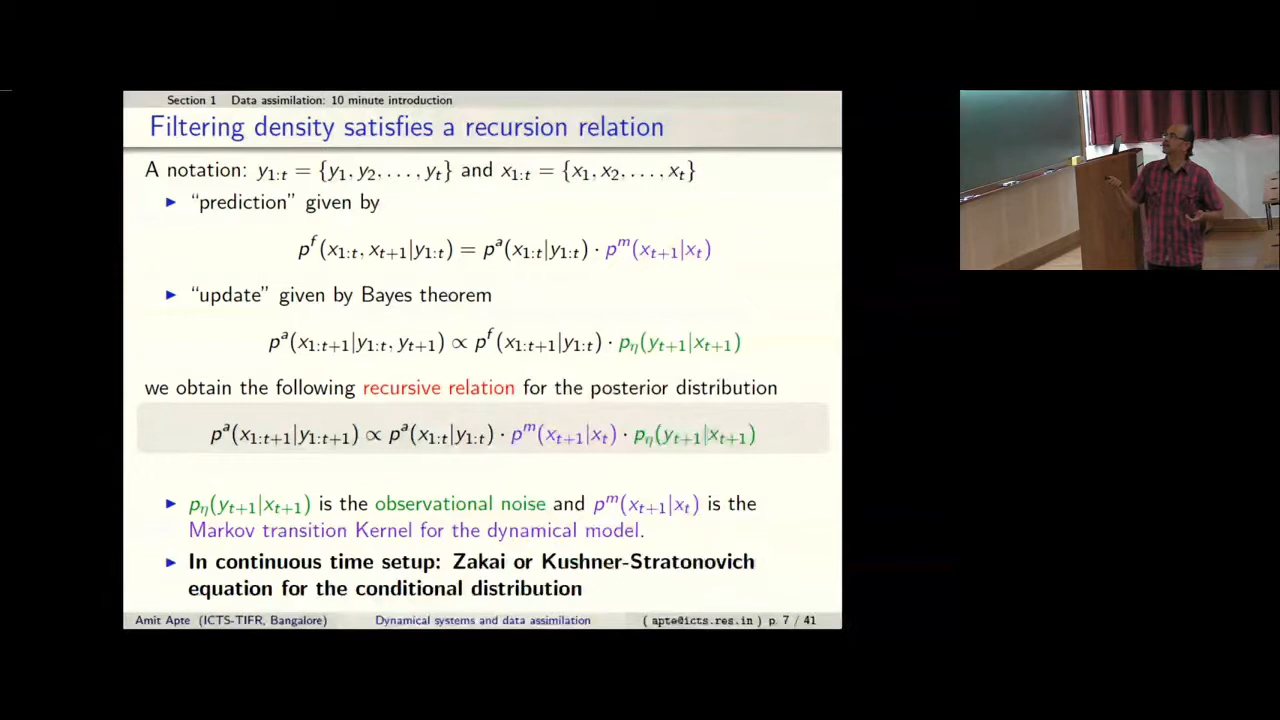 Section 1 Data assimilation: 10 minute introduction
Filtering density satisfies a recursion relation
A notation: y_{1:t} = {y_1, y_2, . . . , y_t} and x_{1:t} = {x_1, x_2, . . . , x_t}
▶ “prediction” given by
p^f(x_{1:t}, x_{t+1}|y_{1:t}) = p^a(x_{1:t}|y_{1:t}) · p^m(x_{t+1}|x_t)
▶ “update” given by Bayes theorem
p^a(x_{1:t+1}|y_{1:t}, y_{t+1}) ∝ p^f(x_{1:t+1}|y_{1:t}) · p_η(y_{t+1}|x_{t+1})
we obtain the following recursive relation for the posterior distribution
p^a(x_{1:t+1}|y_{1:t+1}) ∝ p^a(x_{1:t}|y_{1:t}) · p^m(x_{t+1}|x_t) · p_η(y_{t+1}|x_{t+1})
▶ p_η(y_{t+1}|x_{t+1}) is the observational noise and p^m(x_{t+1}|x_t) is the
Markov transition Kernel for the dynamical model.
▶ In continuous time setup: Zakai or Kushner-Stratonovich
equation for the conditional distribution
Amit Apte (ICTS-TIFR, Bangalore) Dynamical systems and data assimilation ( apte@icts.res.in ) p. 7 / 41